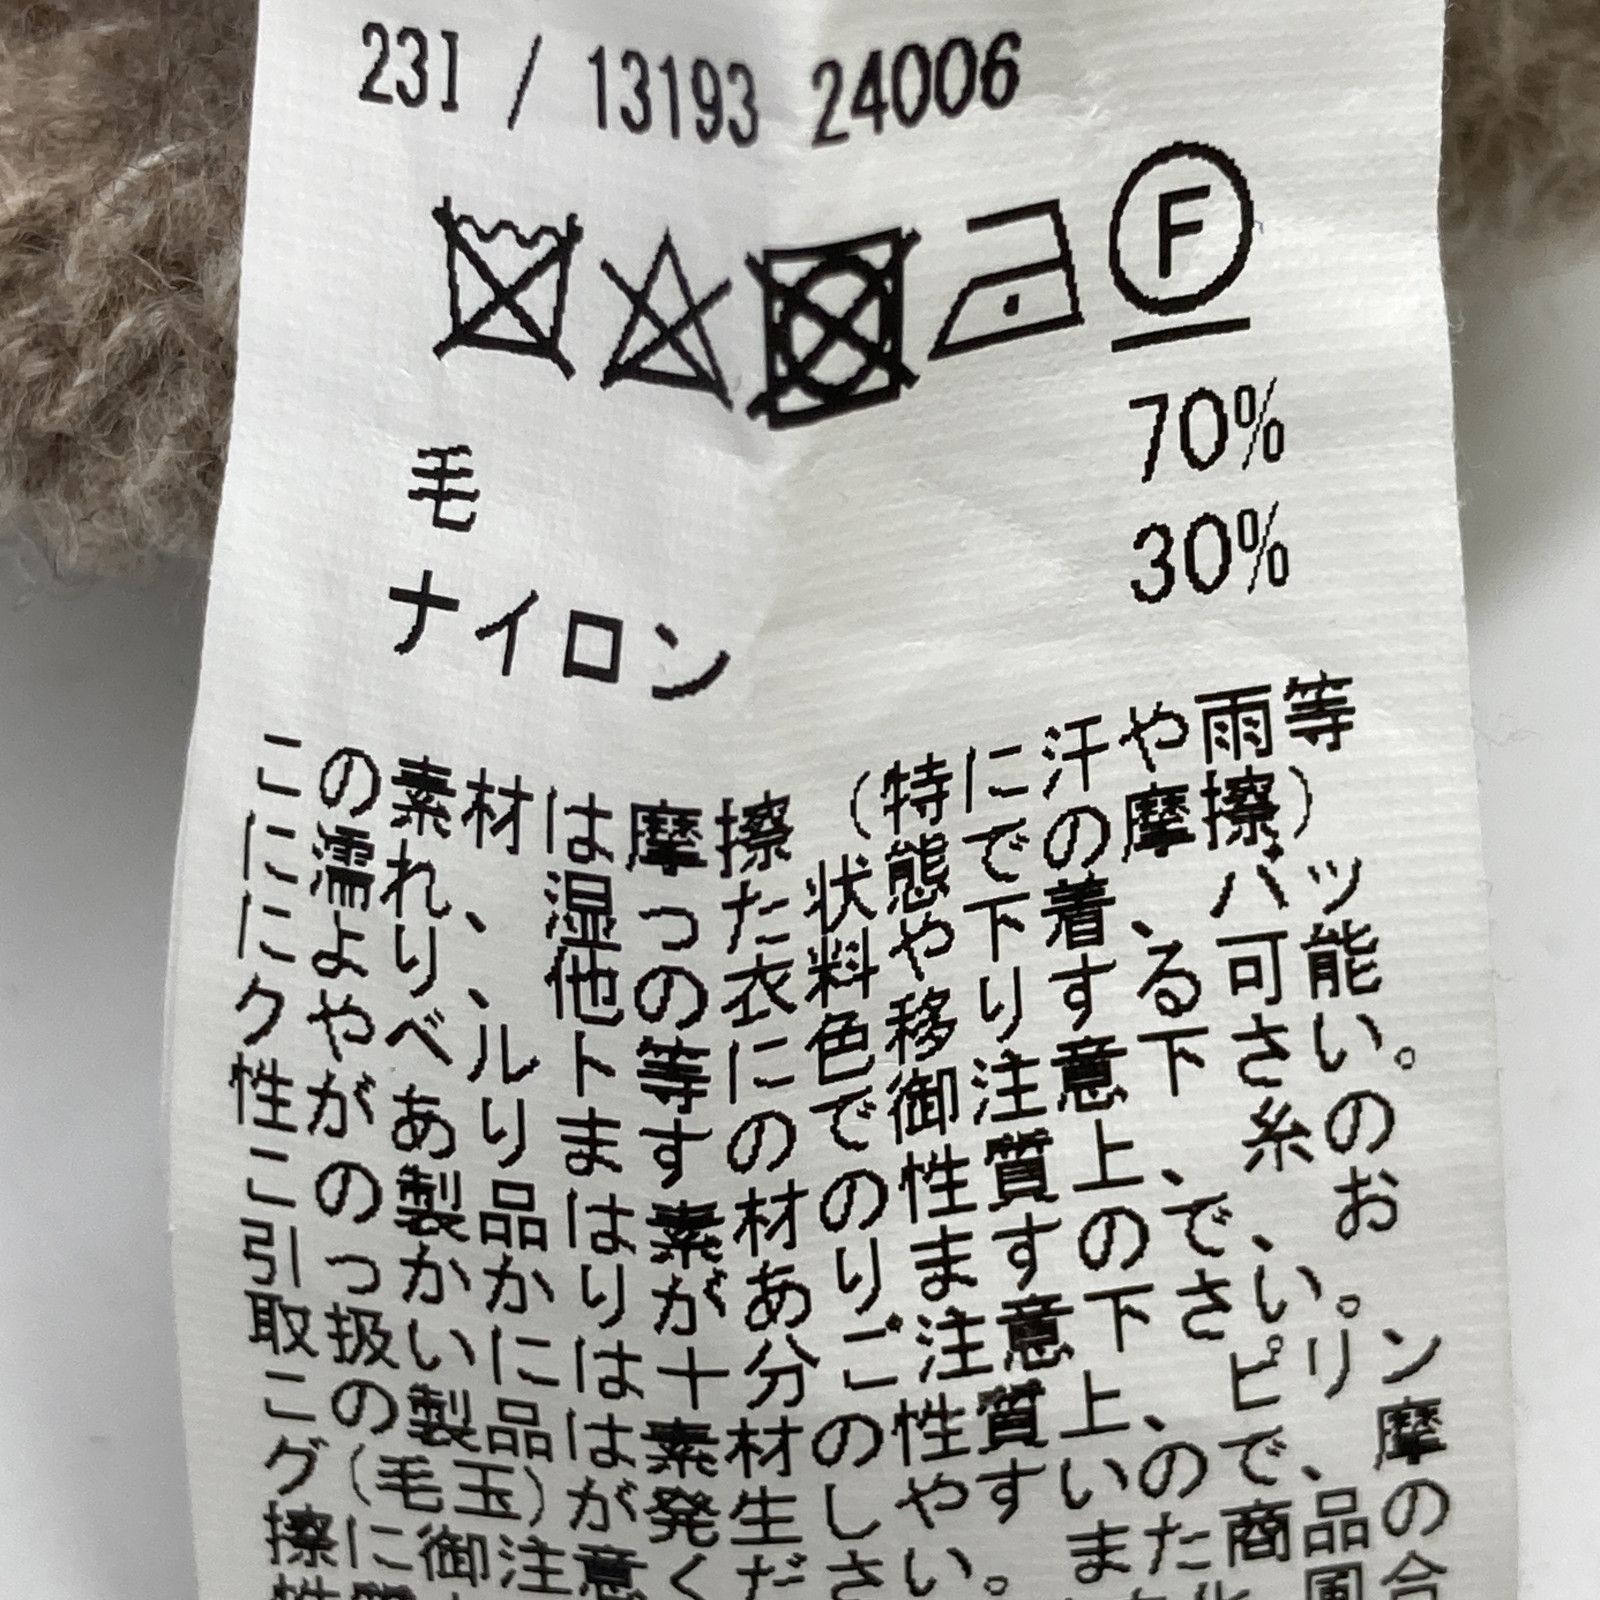 23I / 13193 24006
F
毛 70%
ナイロン 30%
この素材は摩擦（特に汗や雨等
に濡れ、湿った状態での摩擦）
により、他の衣料や下着、バッ
クやベルト等に色移りする可能
性がありますので御注意下さい。
この製品は素材の性質上、糸の
引っかかりがありますので、お
取扱いには十分ご注意下さい。
この製品は素材の性質上、ピリン
グ(毛玉)が発生しやすいので、摩
擦に御注意ください。また商品の